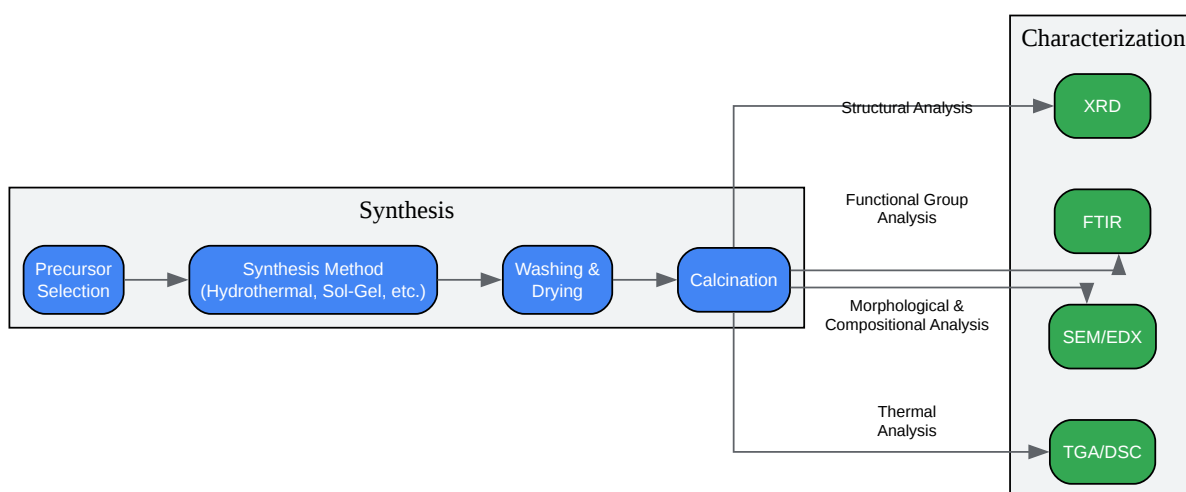 Characterization
Structural Analysis
XRD
Synthesis
Functional Group
Analysis
FTIR
Precursor
Selection
Synthesis Method
(Hydrothermal, Sol-Gel, etc.)
Washing &
Drying
Calcination
Morphological &
Compositional Analysis
SEM/EDX
Thermal
Analysis
TGA/DSC